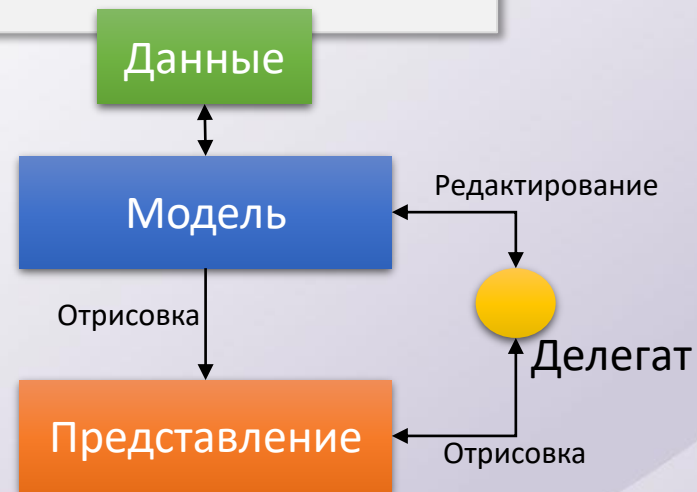 Данные
Модель
Редактирование
Отрисовка
Делегат
Представление
Отрисовка